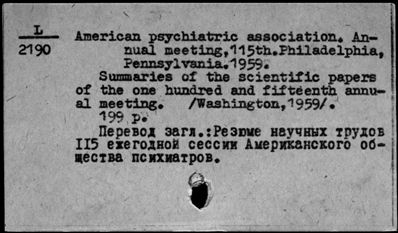 L
2190
American psychiatric association. An-
nual meeting,115th.Philadelphia,
Pennsylvania.1959.
Summaries of the scientific papers
of the one hundred and fifteenth annu-
al meeting. /Washington,1959/.
199 p.
Перевод загл.:Резюме научных трудов
II5 ежегодной сессии Американского об-
щества психиатров.